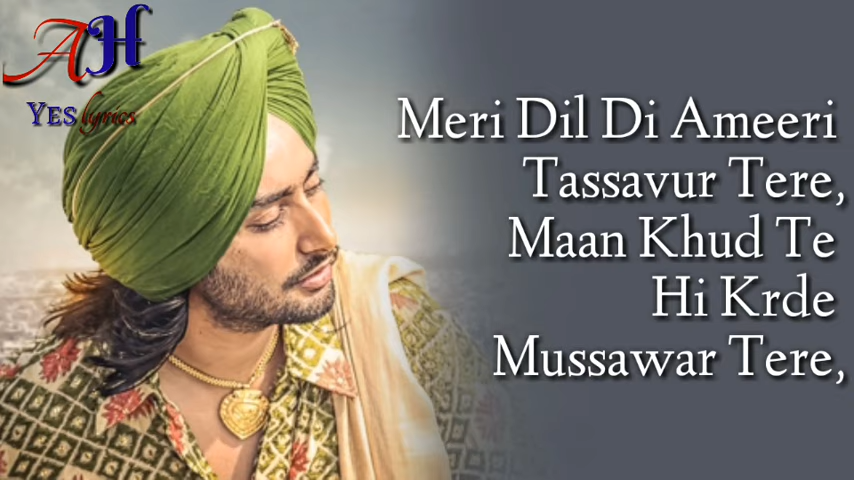 AH
YES lyrics
Meri Dil Di Ameeri
Tassavur Tere,
Maan Khud Te
Hi Krde
Mussawar Tere,